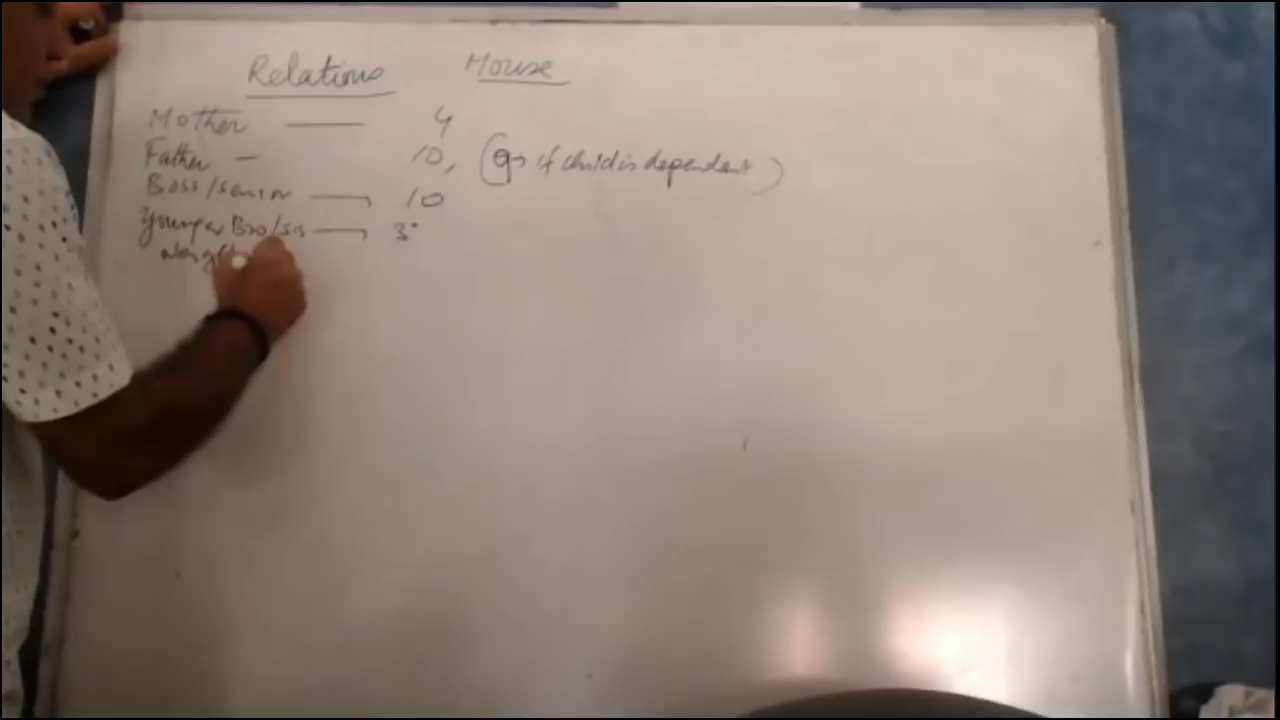 Relations House
Mother — 4
Father — 10, (9→ if child is dependent)
Boss/senior — 10
Younger Bro/sis — 3